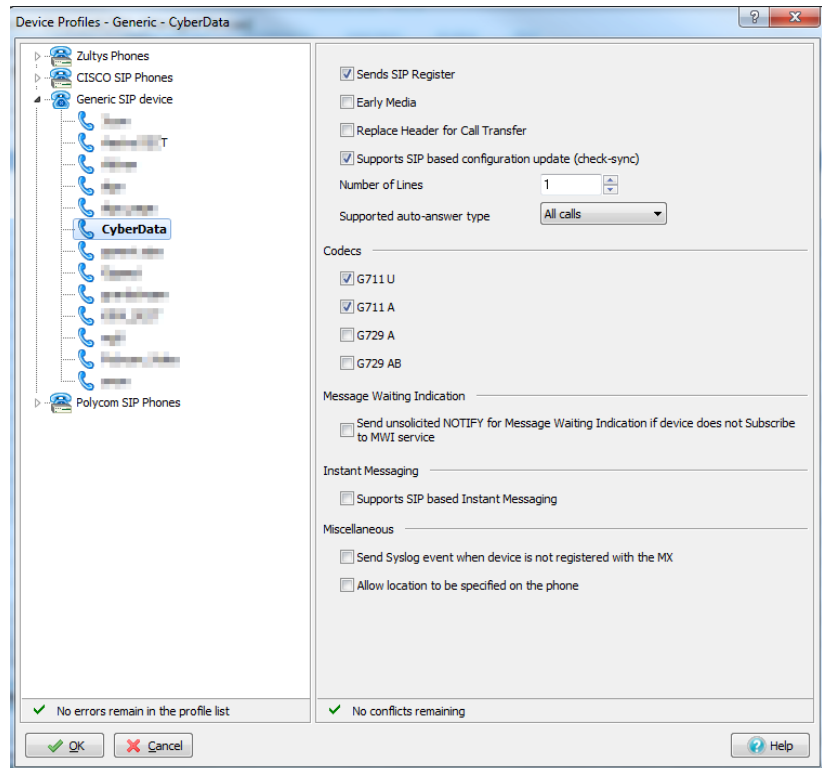 Device Profiles - Generic - CyberData
Zultys Phones
CISCO SIP Phones
Generic SIP device
T
CyberData
Polycom SIP Phones
No errors remain in the profile list
Sends SIP Register
Early Media
Replace Header for Call Transfer
Supports SIP based configuration update (check-sync)
Number of Lines 1
Supported auto-answer type All calls
Codecs
G711 U
G711 A
G729 A
G729 AB
Message Waiting Indication
Send unsolicited NOTIFY for Message Waiting Indication if device does not Subscribe
to MWI service
Instant Messaging
Supports SIP based Instant Messaging
Miscellaneous
Send Syslog event when device is not registered with the MX
Allow location to be specified on the phone
No conflicts remaining
OK Cancel Help